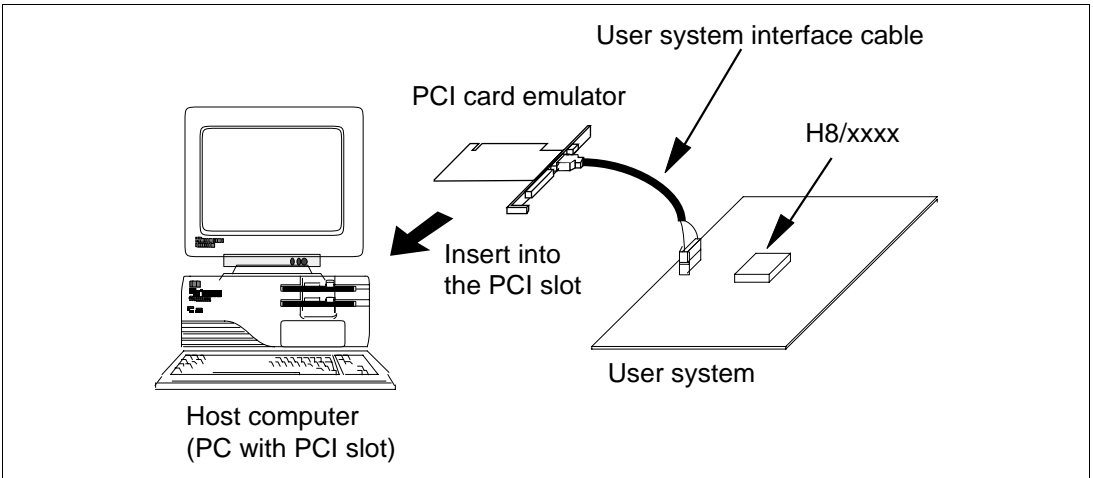 User system interface cable
PCI card emulator
H8/xxxx
Insert into
the PCI slot
User system
Host computer
(PC with PCI slot)